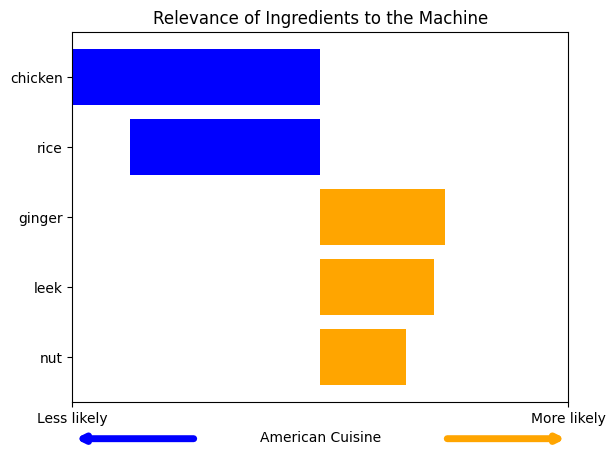 Relevance of Ingredients to the Machine
chicken
rice
ginger
leek
nut
Less likely
More likely
American Cuisine